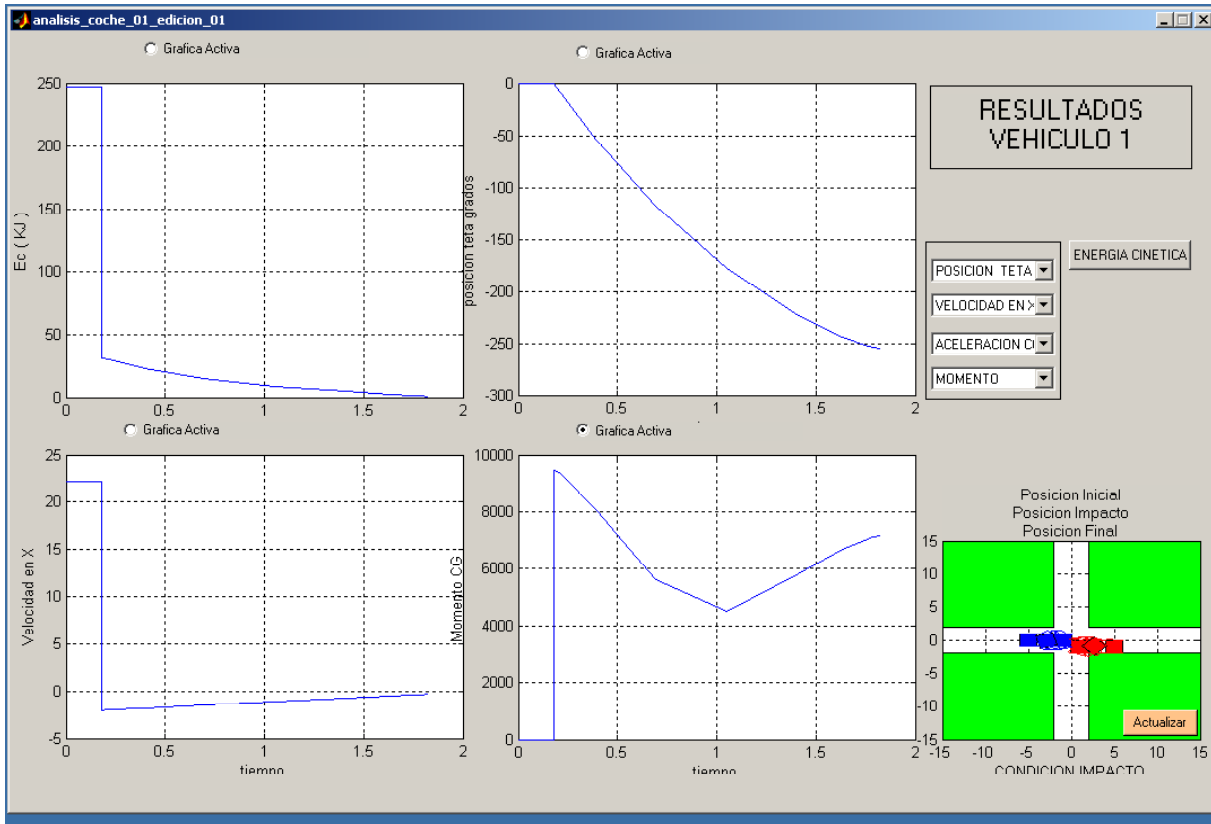 analisis_coche_01_edicion_01
Grafica Activa
Grafica Activa
250
200
150
100
50
0
0
0.5
1
1.5
2
Ec ( KJ )
0
-50
-100
-150
-200
-250
-300
0
0.5
1
1.5
2
posicion teta grados
RESULTADOS
VEHICULO 1
POSICION TETA
VELOCIDAD EN X
ACELERACION C
MOMENTO
ENERGIA CINETICA
Grafica Activa
Grafica Activa
25
20
15
10
5
0
-5
0
0.5
1
1.5
2
Velocidad en X
tiempo
10000
8000
6000
4000
2000
0
0
0.5
1
1.5
2
Momento CG
tiempo
Posicion Inicial
Posicion Impacto
Posicion Final
15
10
5
0
-5
-10
-15
-15
-10
-5
0
5
10
15
Actualizar
CONDICION IMPACTO